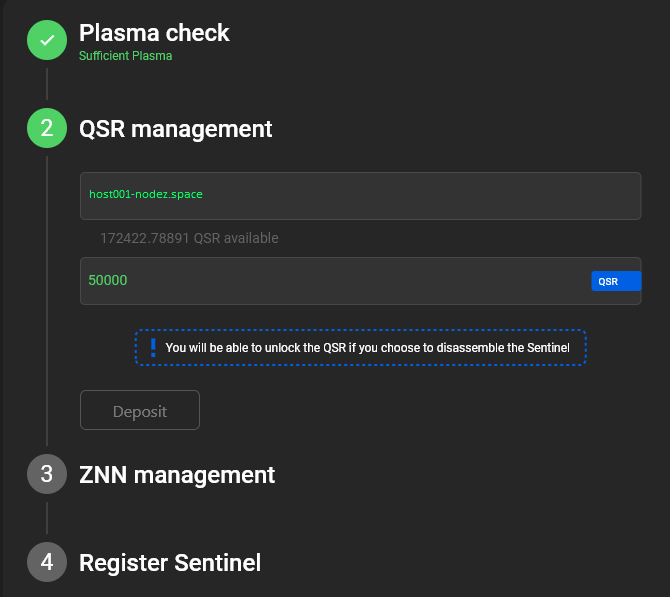 Plasma check
Sufficient Plasma
2
QSR management
host001-nodez.space
172422.78891 QSR available
50000
QSR
! You will be able to unlock the QSR if you choose to disassemble the Sentinel
Deposit
3
ZNN management
4
Register Sentinel